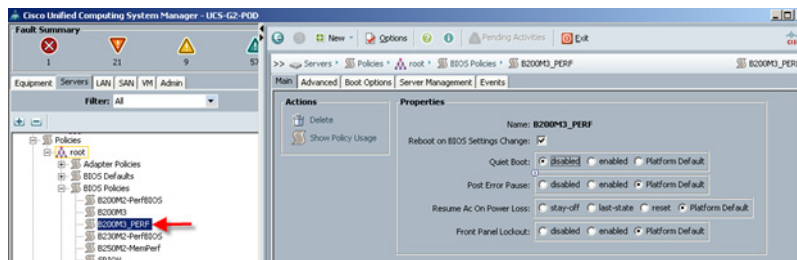 Cisco Unified Computing System Manager - UCS-G2-POD
Fault Summary
1 21 9 57
Equipment Servers LAN SAN VM Admin
Filter: All
Policies
root
Adapter Policies
BIOS Defaults
BIOS Policies
B200M2-PerfBIOS
B200M3
B200M3_PERF
B230M2-PerfBIOS
B250M2-MemPerf
SRIOV
New Options Pending Activities Exit
>> Servers Policies root BIOS Policies B200M3_PERF B200M3_PERF
Main Advanced Boot Options Server Management Events
Actions
Delete
Show Policy Usage
Properties
Name: B200M3_PERF
Reboot on BIOS Settings Change:
Quiet Boot: disabled enabled Platform Default
Post Error Pause: disabled enabled Platform Default
Resume Ac On Power Loss: stay-off last-state reset Platform Default
Front Panel Lockout: disabled enabled Platform Default